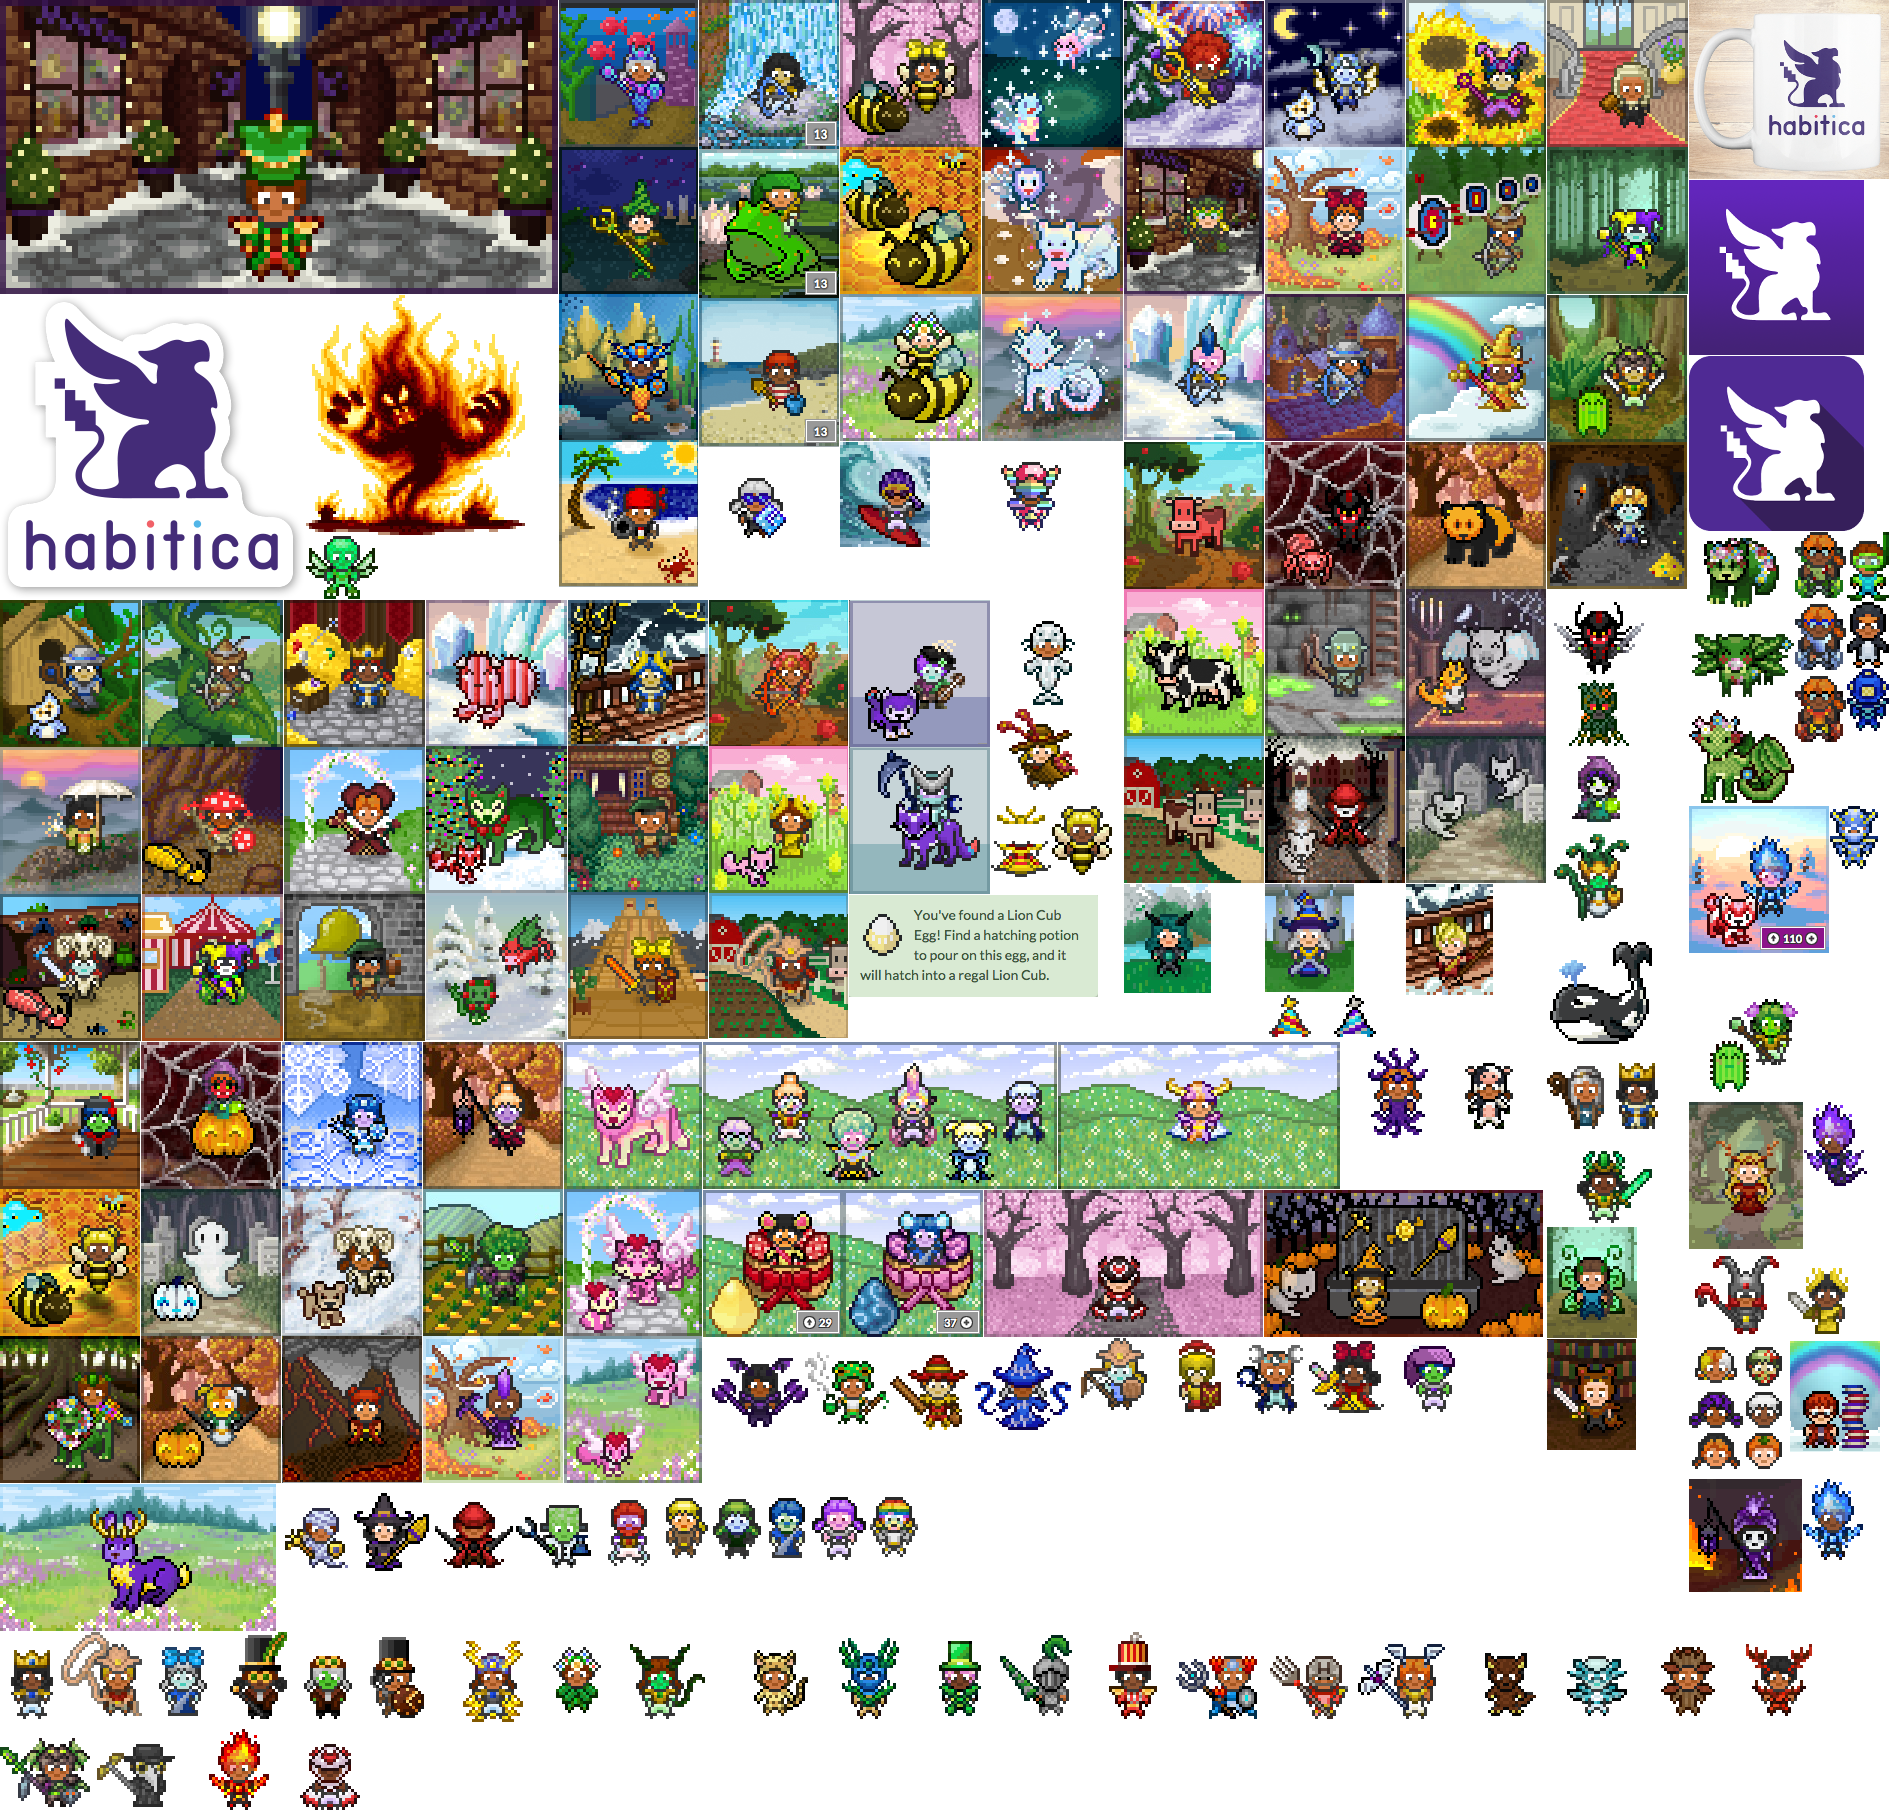 habitica
13
13
13
habitica
You've found a Lion Cub
Egg! Find a hatching potion
to pour on this egg, and it
will hatch into a regal Lion Cub.
110
29
37